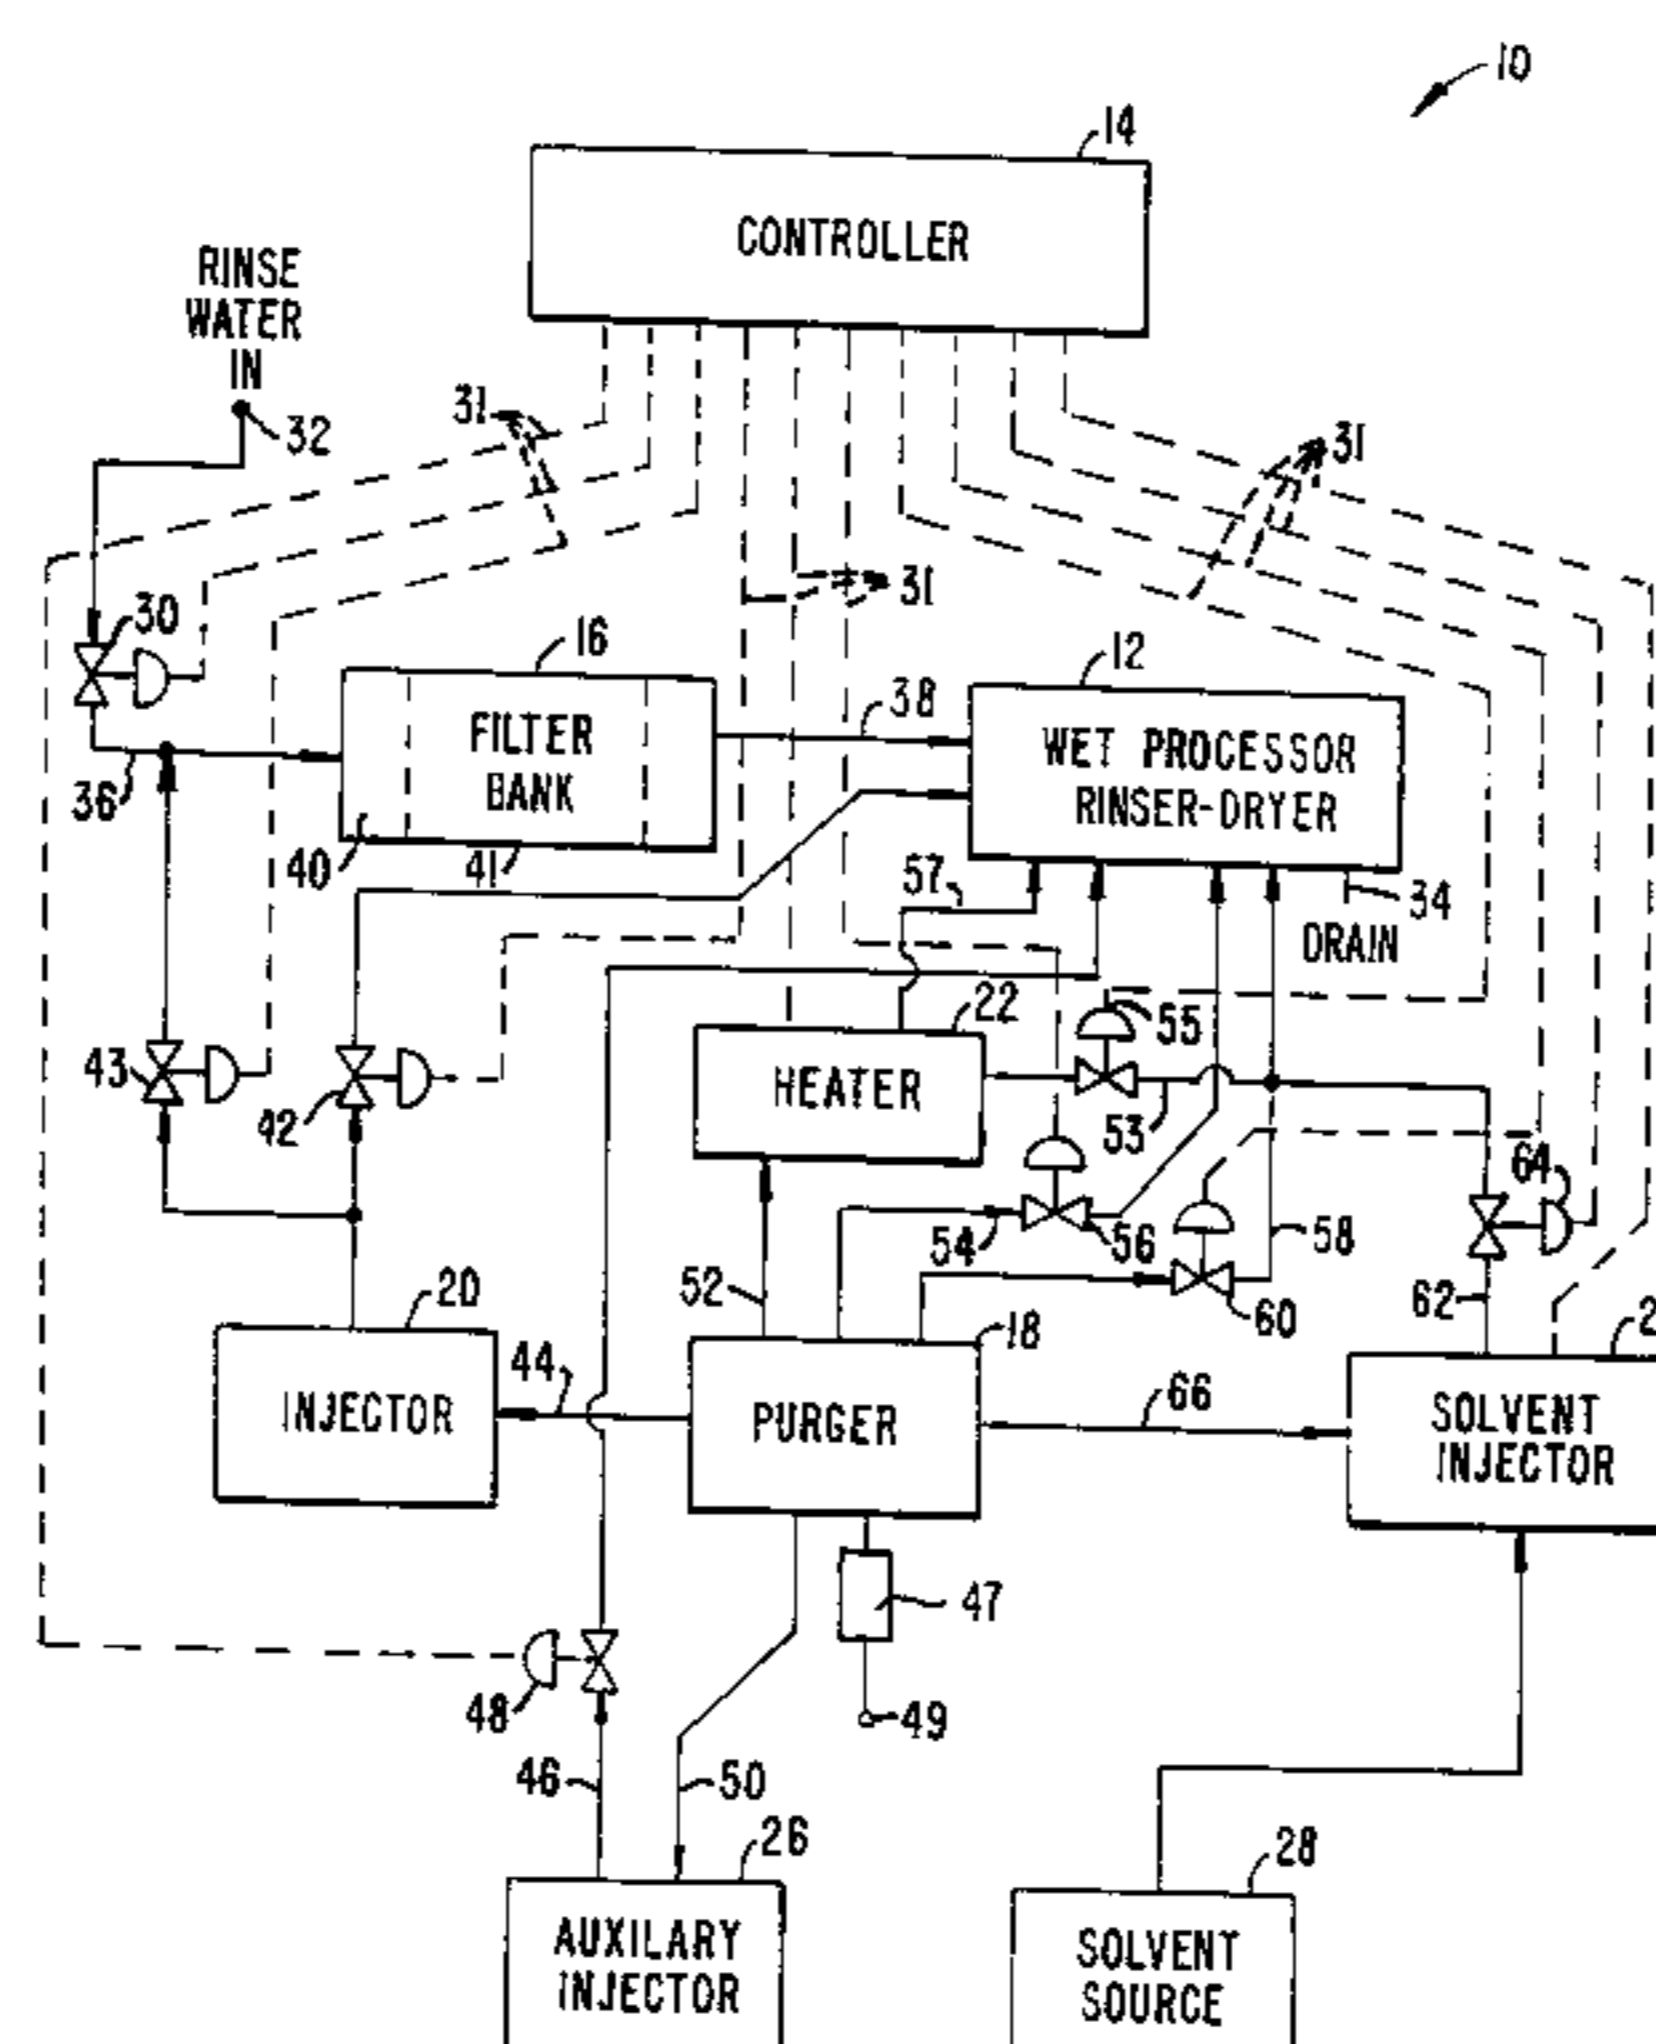 10
14
CONTROLLER
RINSE
WATER
IN
32
31
31
31
30
16
FILTER
BANK
38
12
WET PROCESSOR
RINSER-DRYER
36
40
41
57
34
DRAIN
22
HEATER
55
43
42
53
64
54
56
58
52
60
62
20
INJECTOR
44
18
PURGER
66
2
SOLVENT
INJECTOR
47
48
49
46
50
26
AUXILARY
INJECTOR
28
SOLVENT
SOURCE